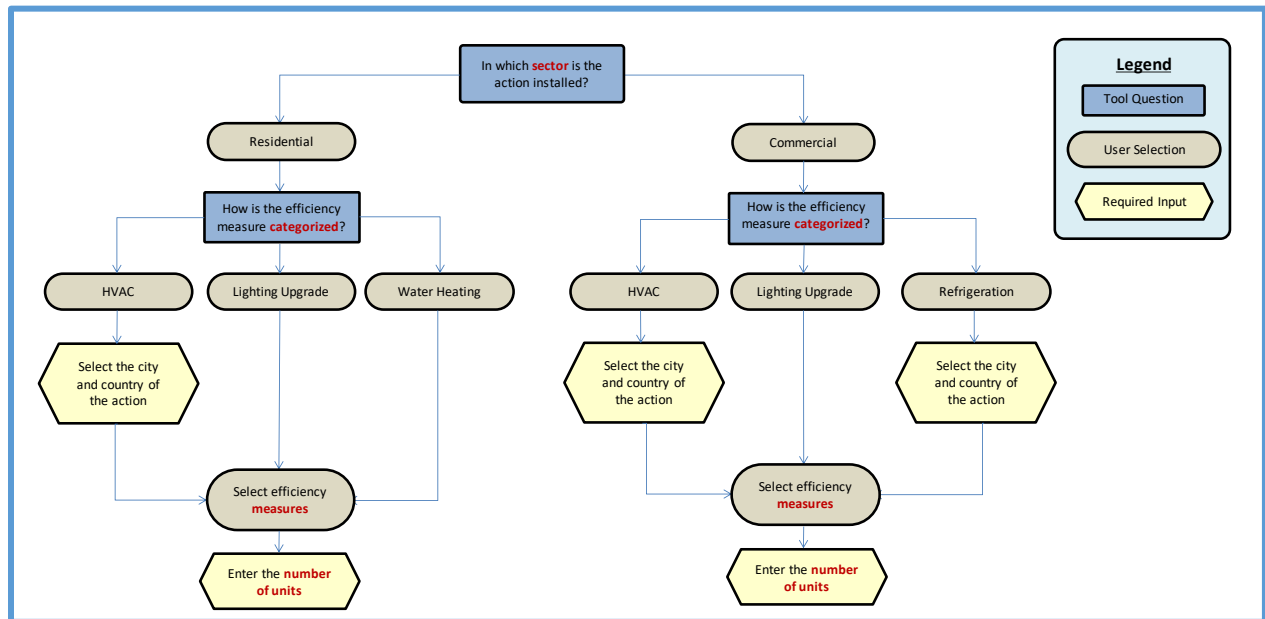 In which sector is the
action installed?
Legend
Tool Question
User Selection
Required Input
Residential
Commercial
How is the efficiency
measure categorized?
How is the efficiency
measure categorized?
HVAC
Lighting Upgrade
Water Heating
HVAC
Lighting Upgrade
Refrigeration
Select the city
and country of
the action
Select the city
and country of
the action
Select the city
and country of
the action
Select efficiency
measures
Select efficiency
measures
Enter the number
of units
Enter the number
of units